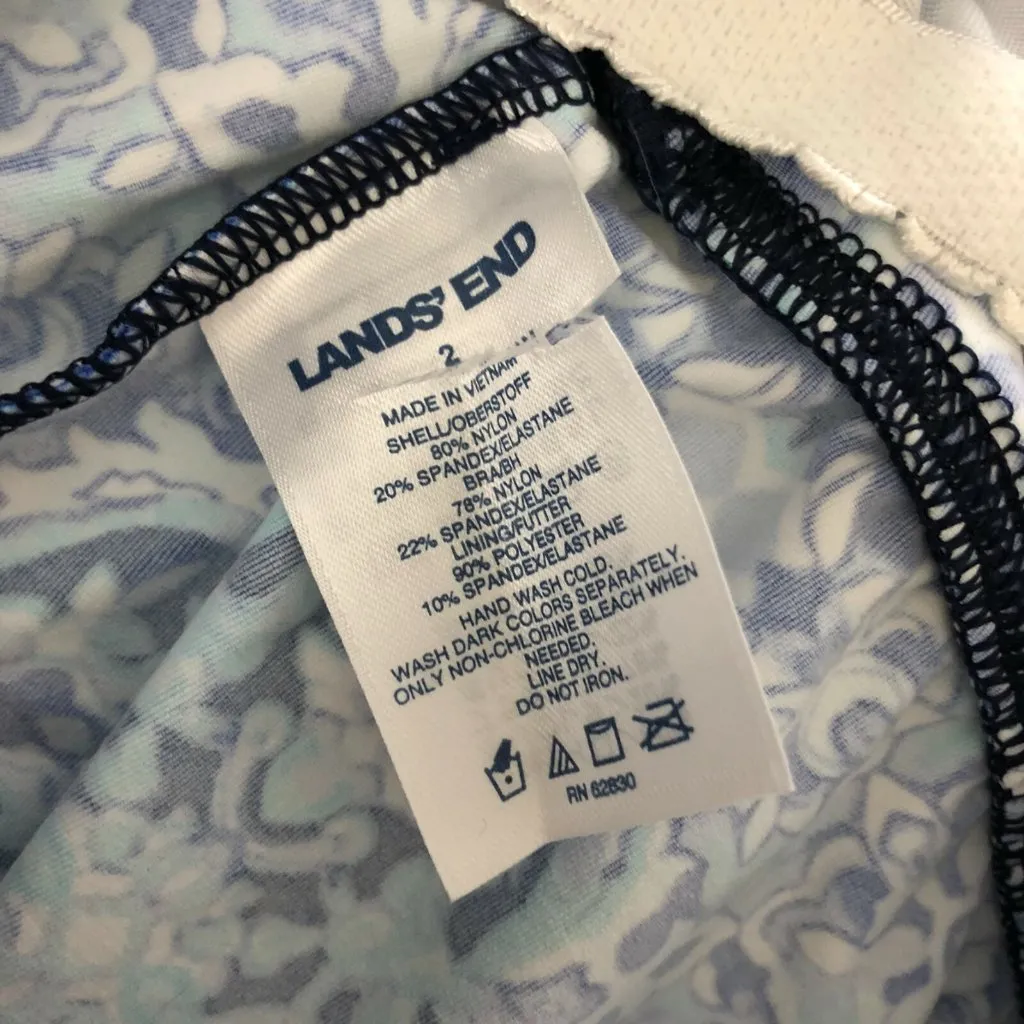 LANDS' END
2
MADE IN VIETNAM
SHELL/OBERSTOFF
80% NYLON
20% SPANDEX/ELASTANE
BRA/BH
78% NYLON
22% SPANDEX/ELASTANE
LINING/FUTTER
90% POLYESTER
10% SPANDEX/ELASTANE
HAND WASH COLD.
WASH DARK COLORS SEPARATELY.
ONLY NON-CHLORINE BLEACH WHEN
NEEDED.
LINE DRY.
DO NOT IRON.
RN 62830